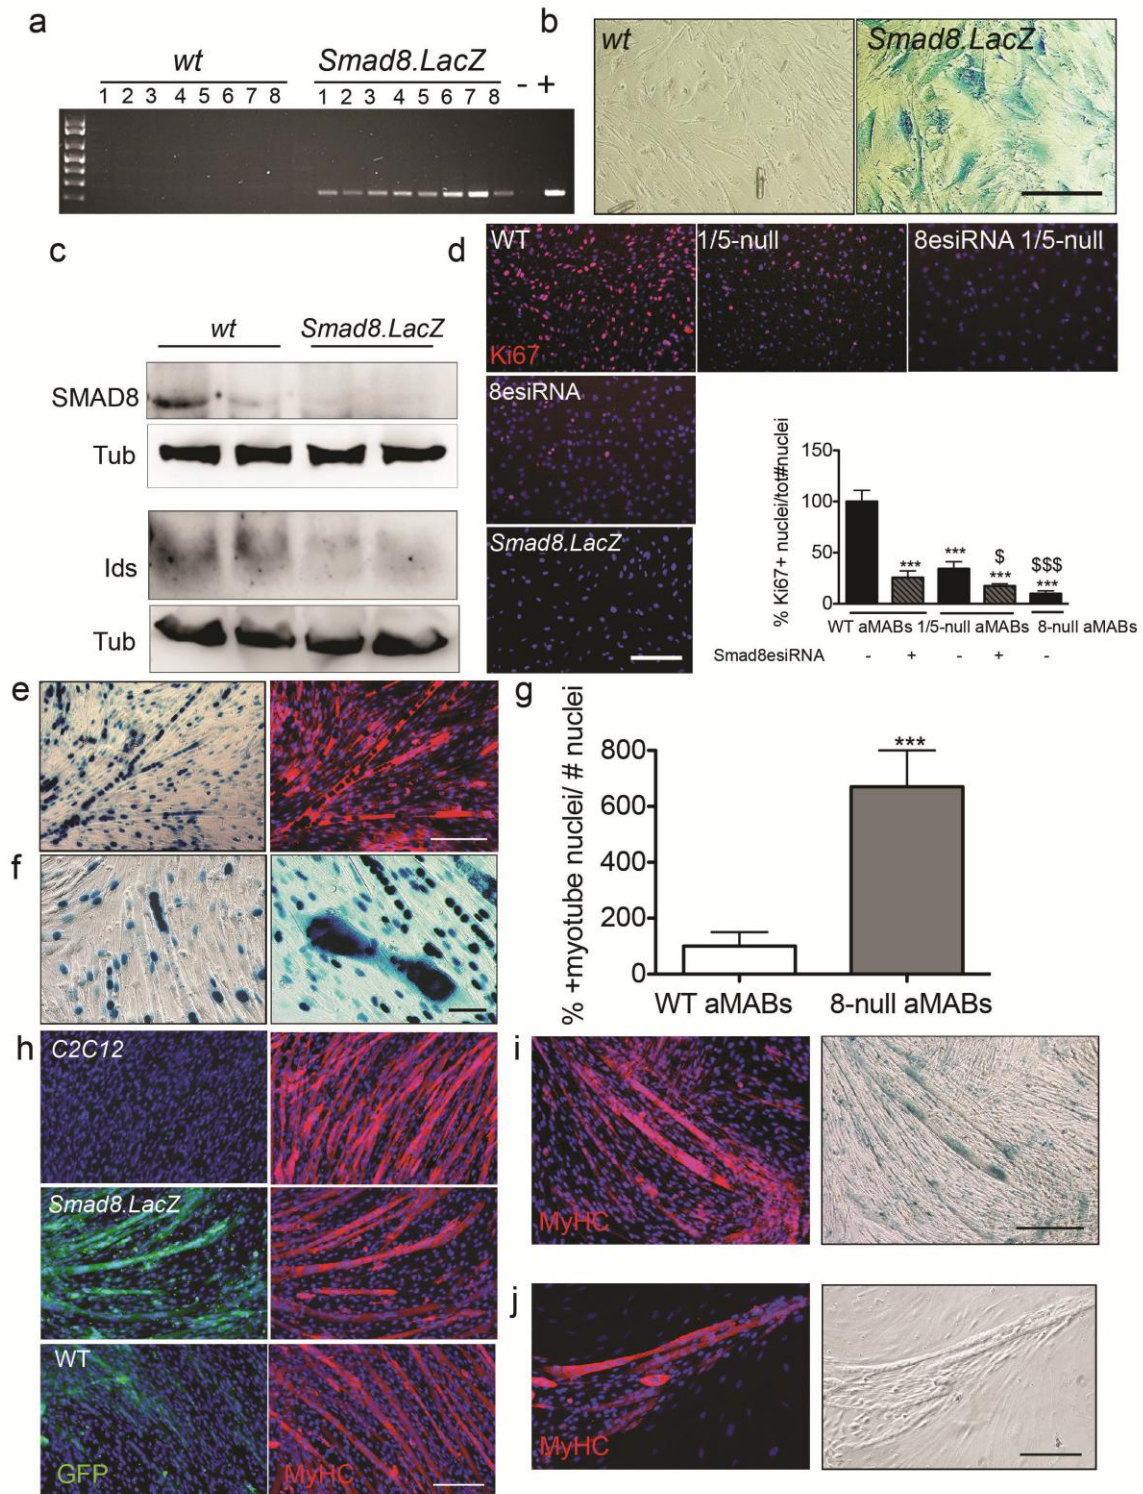 a
wt
Smad8.LacZ
- +
1 2 3 4 5 6 7 8
1 2 3 4 5 6 7 8
b
wt
Smad8.LacZ
c
wt
Smad8.LacZ
SMAD8
Tub
Ids
Tub
d
WT
1/5-null
8esiRNA 1/5-null
Ki67
8esiRNA
Smad8.LacZ
% Ki67+ nuclei/tot#nuclei
150
100
50
0
***
***
$
***
$$$
***
WT aMABs 1/5-null aMABs 8-null aMABs
Smad8esiRNA - + - + -
e
f
g
% +myotube nuclei/ # nuclei
800
600
400
200
0
***
WT aMABs
8-null aMABs
h
C2C12
Smad8.LacZ
WT
GFP
MyHC
i
MyHC
j
MyHC